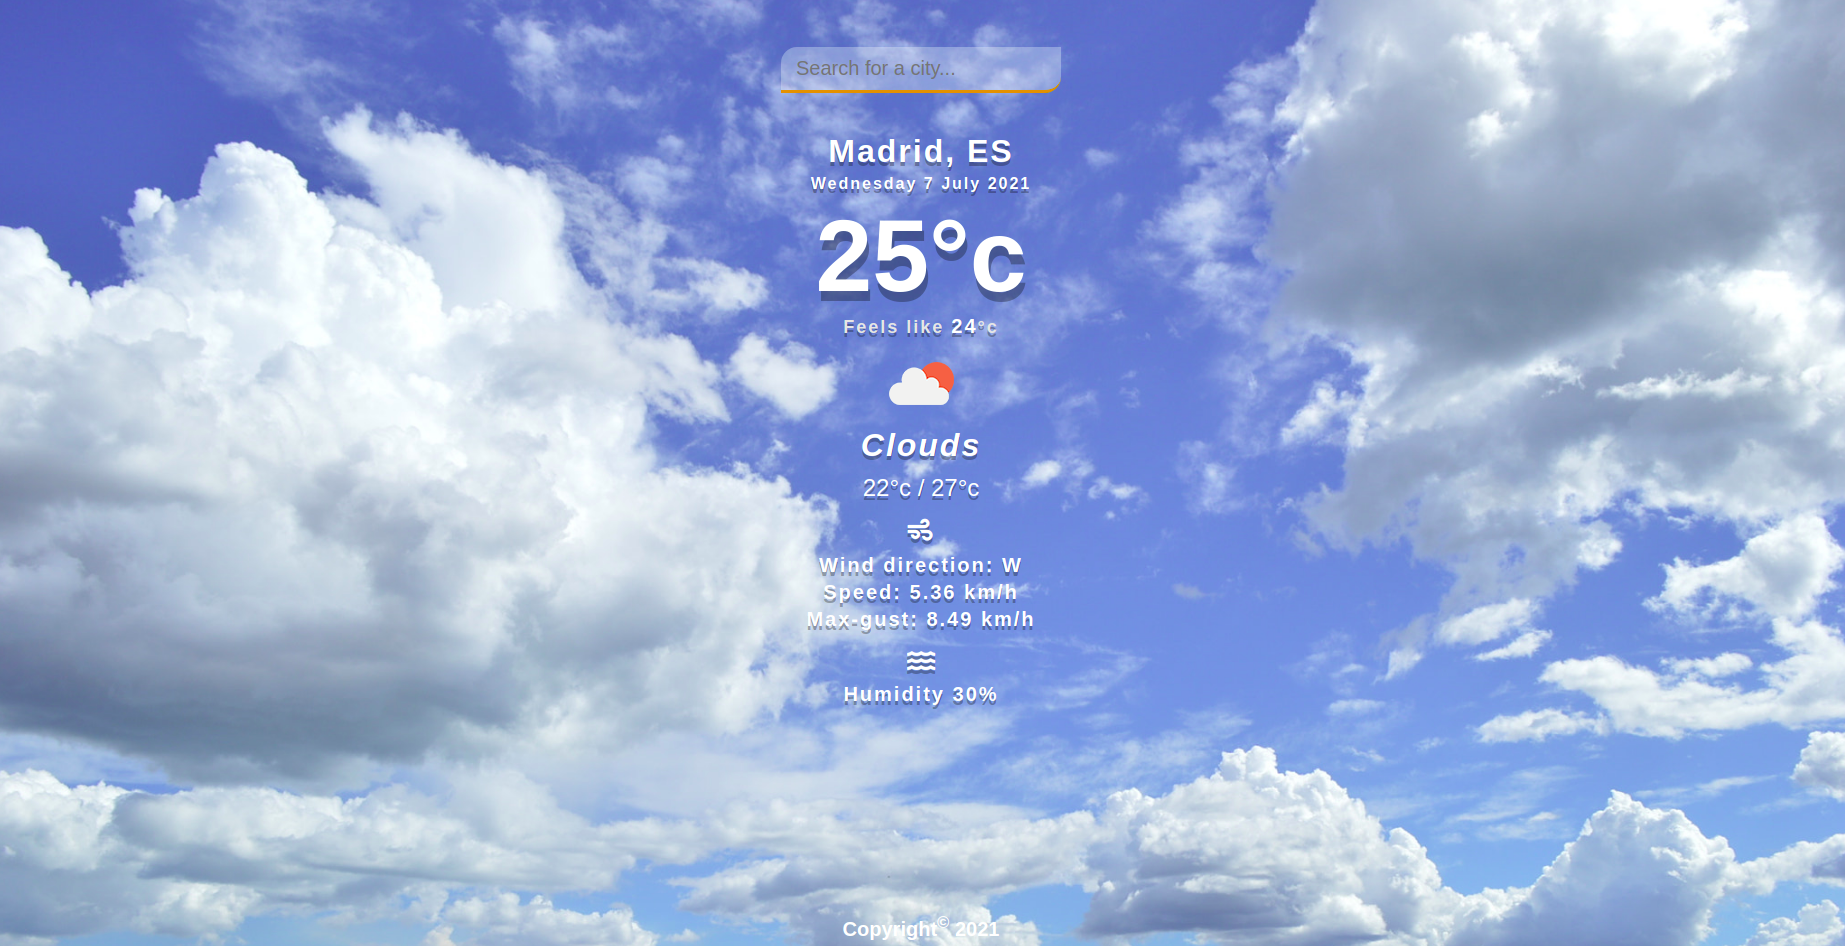 Search for a city...
Madrid, ES
Wednesday 7 July 2021
25°c
Feels like 24°c
Clouds
22°c / 27°c
Wind direction: W
Speed: 5.36 km/h
Max-gust: 8.49 km/h
Humidity 30%
Copyright© 2021